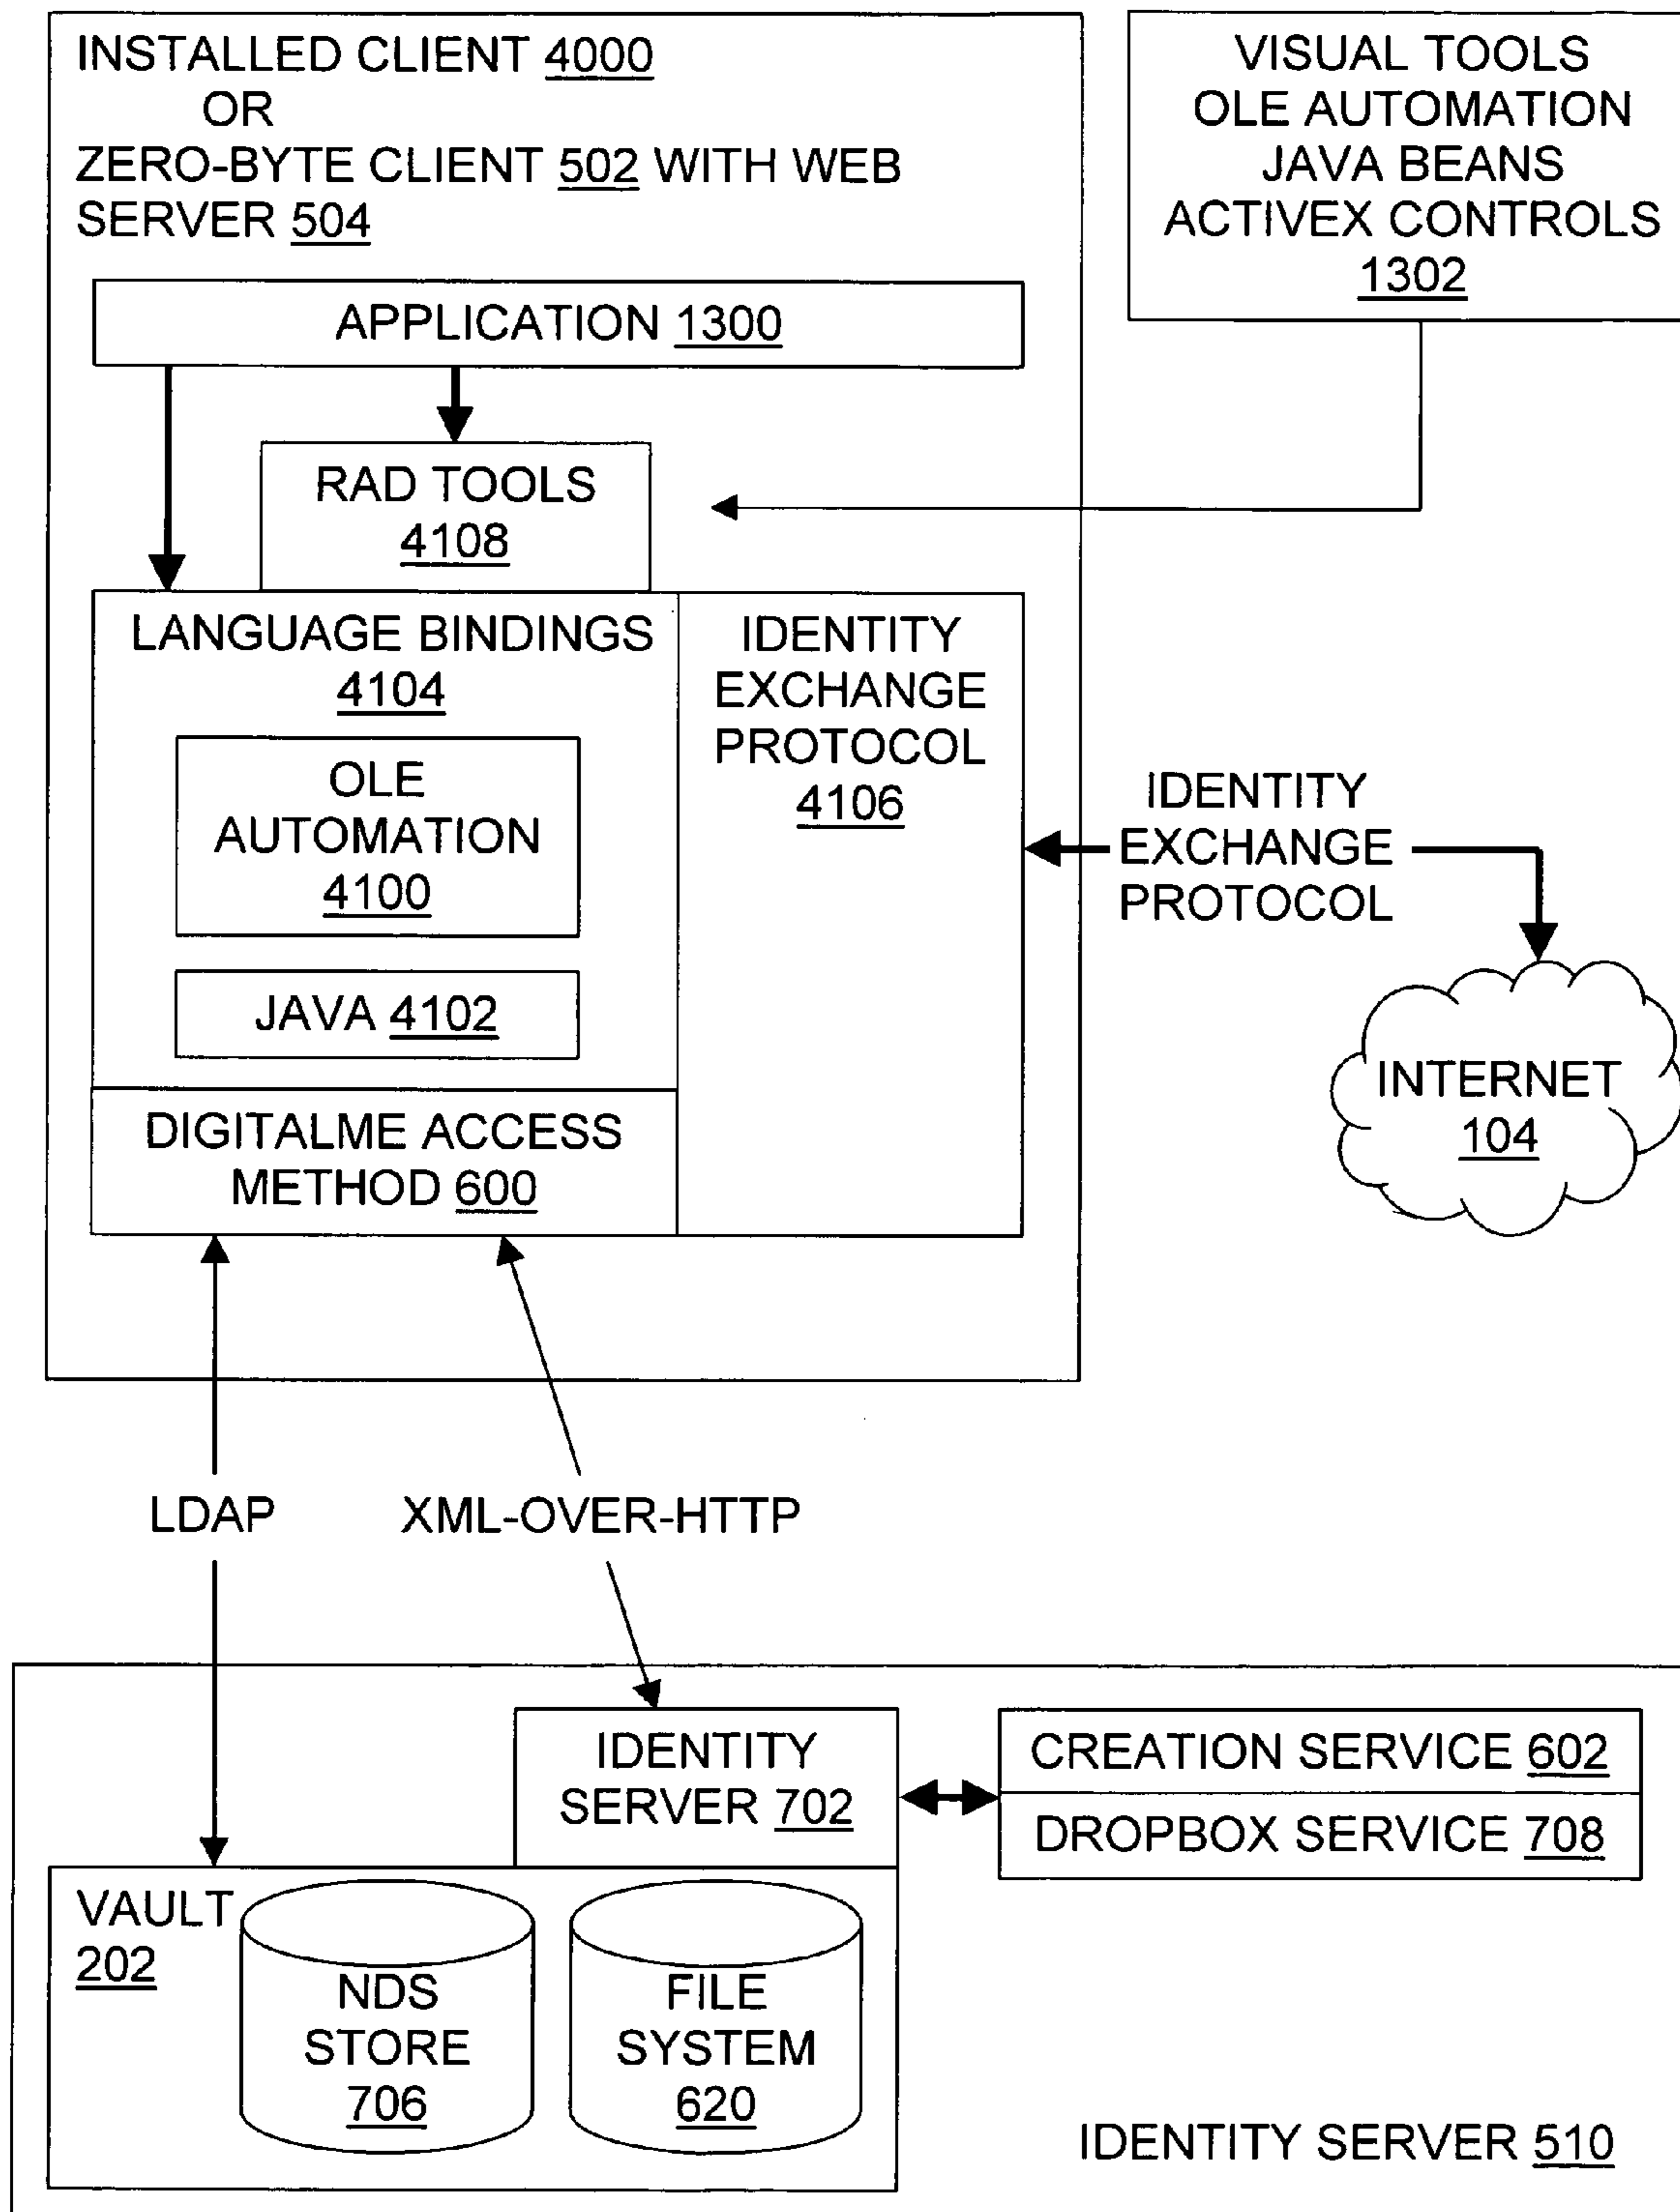 INSTALLED CLIENT 4000
OR
ZERO-BYTE CLIENT 502 WITH WEB
SERVER 504
VISUAL TOOLS
OLE AUTOMATION
JAVA BEANS
ACTIVEX CONTROLS
1302
APPLICATION 1300
RAD TOOLS
4108
LANGUAGE BINDINGS
4104
OLE
AUTOMATION
4100
JAVA 4102
IDENTITY
EXCHANGE
PROTOCOL
4106
IDENTITY
EXCHANGE
PROTOCOL
INTERNET
104
DIGITALME ACCESS
METHOD 600
LDAP
XML-OVER-HTTP
IDENTITY
SERVER 702
CREATION SERVICE 602
DROPBOX SERVICE 708
VAULT
202
NDS
STORE
706
FILE
SYSTEM
620
IDENTITY SERVER 510